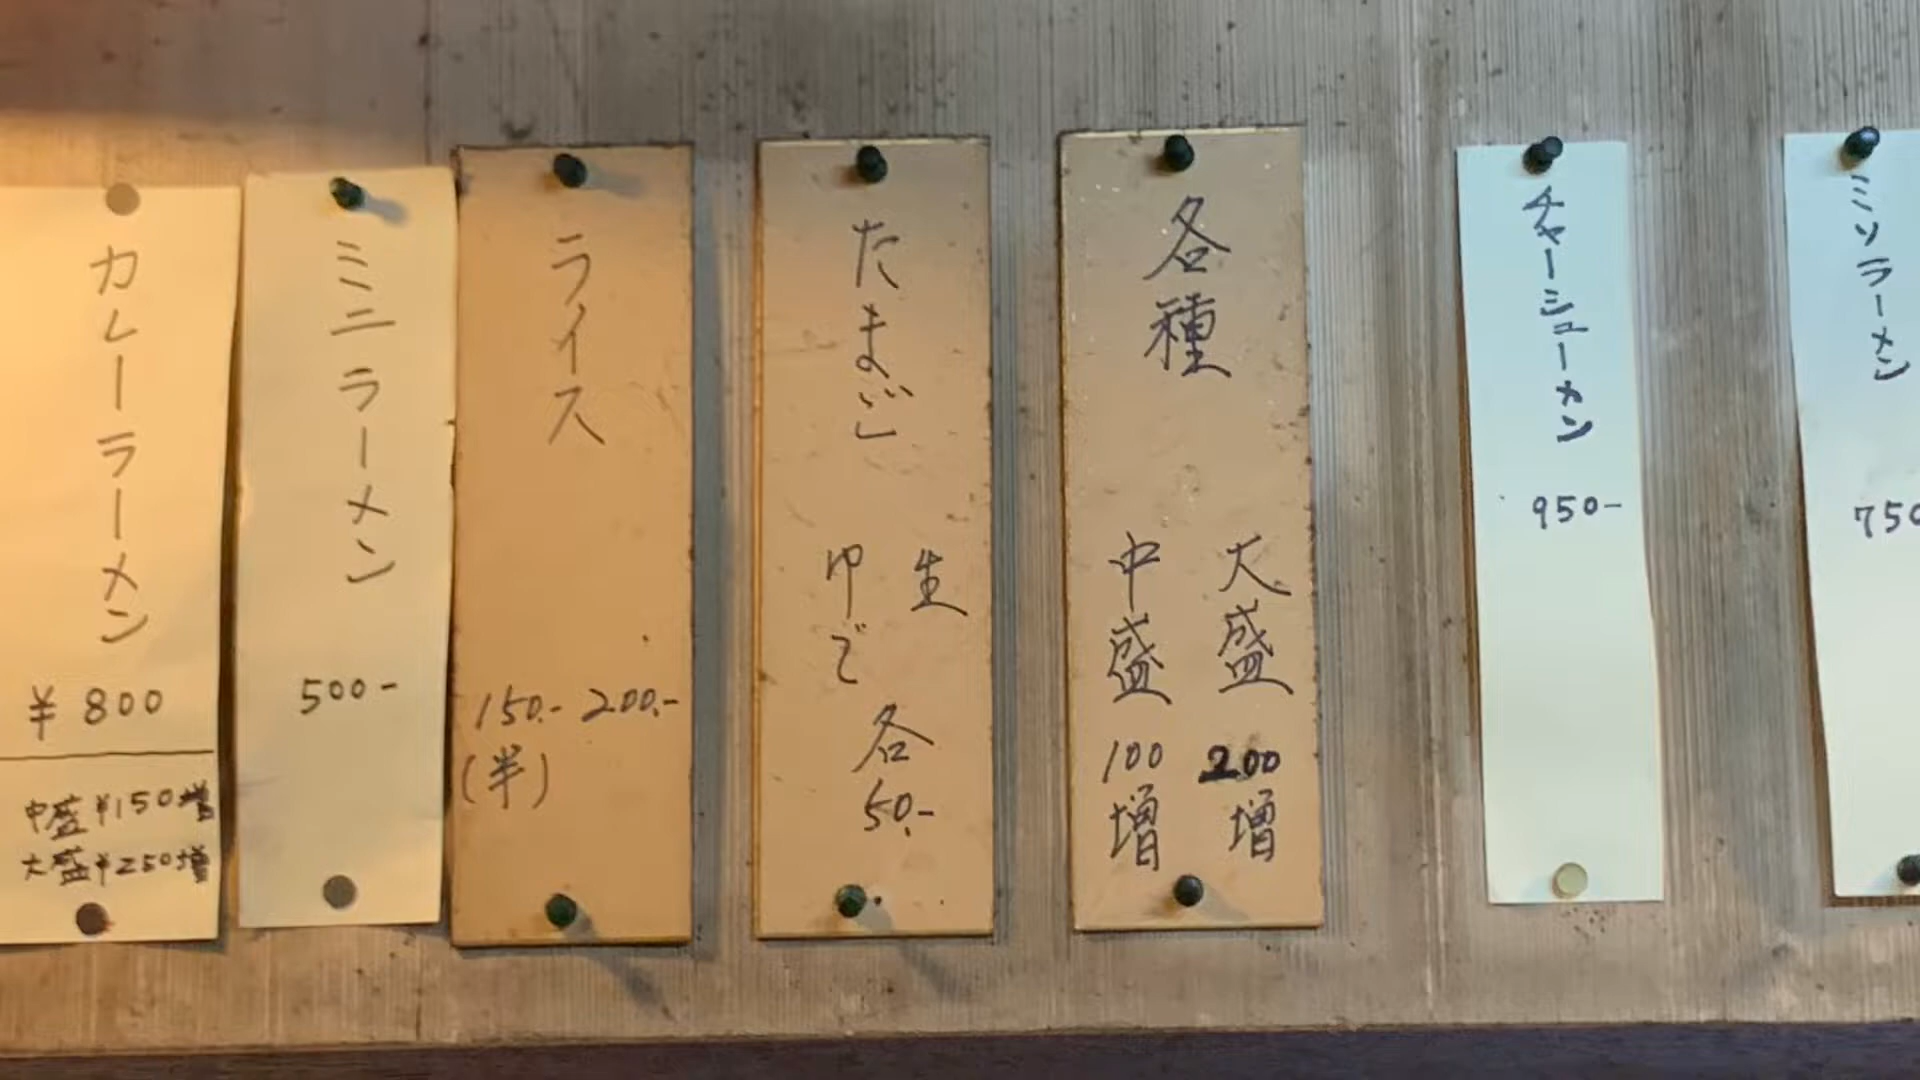 ミソラーメン
750
チャーシューメン
950-
各種
大盛
200
増
中盛
100
増
たまご
生
ゆで
各
50.-
ライス
150.- 200.-
(半)
ミニラーメン
500-
カレーラーメン
¥800
中盛¥150増
大盛¥250増